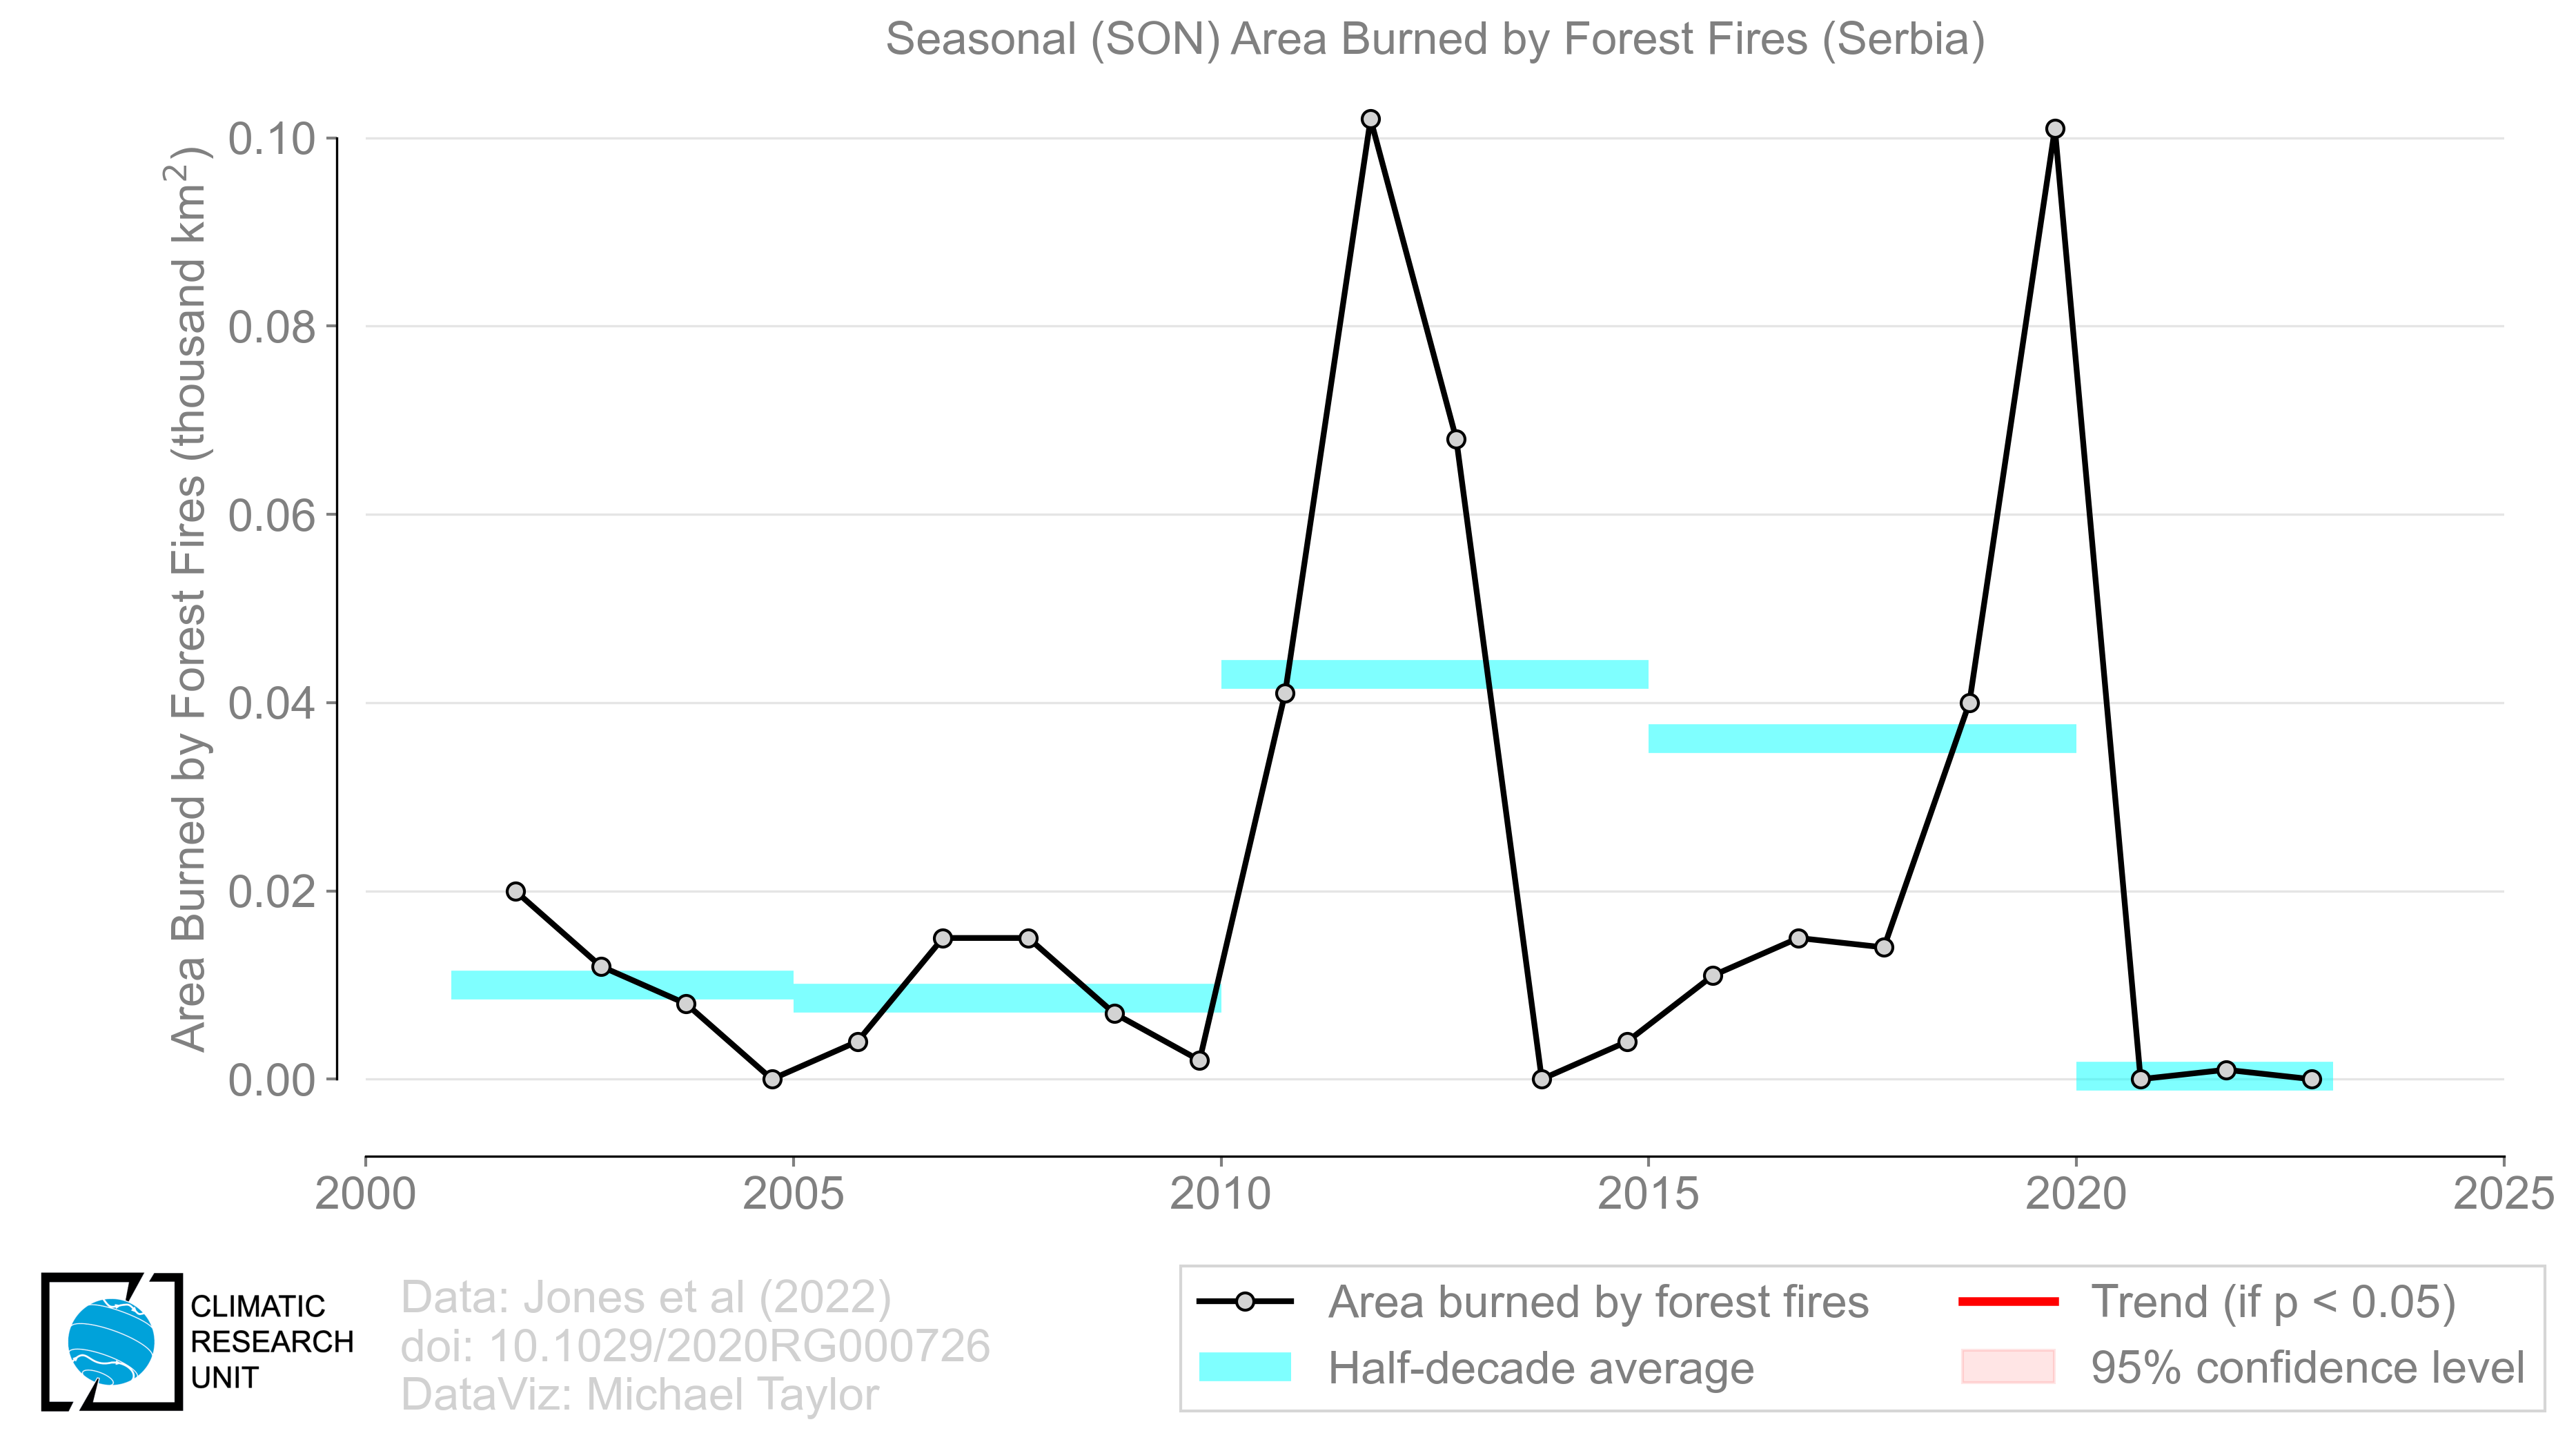 Seasonal (SON) Area Burned by Forest Fires (Serbia)
Area Burned by Forest Fires (thousand km²)
0.10
0.08
0.06
0.04
0.02
0.00
2000 2005 2010 2015 2020 2025
CLIMATIC
RESEARCH
UNIT
Data: Jones et al (2022)
doi: 10.1029/2020RG000726
DataViz: Michael Taylor
Area burned by forest fires
Half-decade average
Trend (if p < 0.05)
95% confidence level